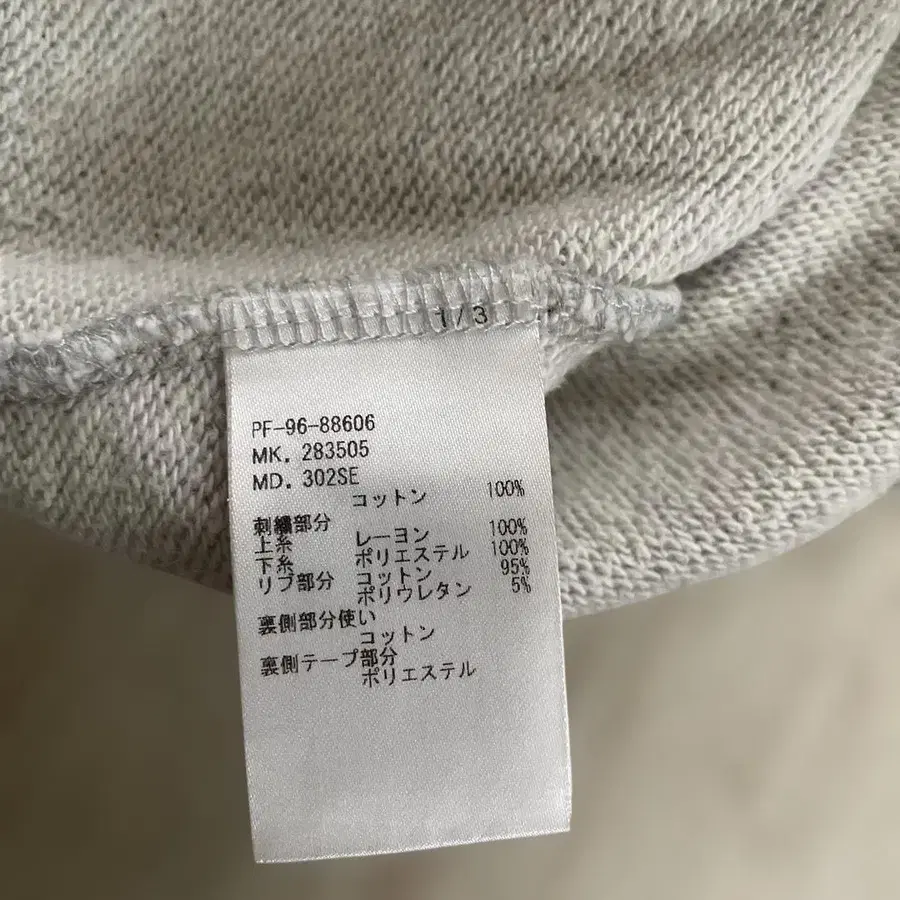 1/3
PF-96-88606
MK. 283505
MD. 302SE
コットン 100%
刺繍部分
上糸 レーヨン 100%
下糸 ポリエステル 100%
リブ部分 コットン 95%
ポリウレタン 5%
裏側部分使い
コットン
裏側テープ部分
ポリエステル